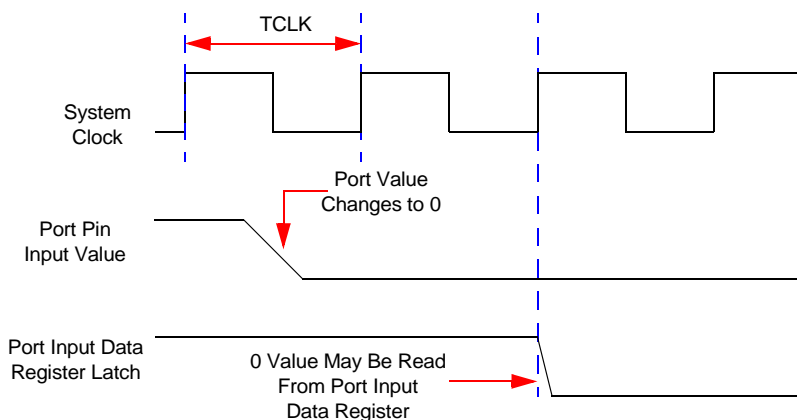 TCLK
System
Clock
Port Value
Changes to 0
Port Pin
Input Value
Port Input Data
Register Latch
0 Value May Be Read
From Port Input
Data Register